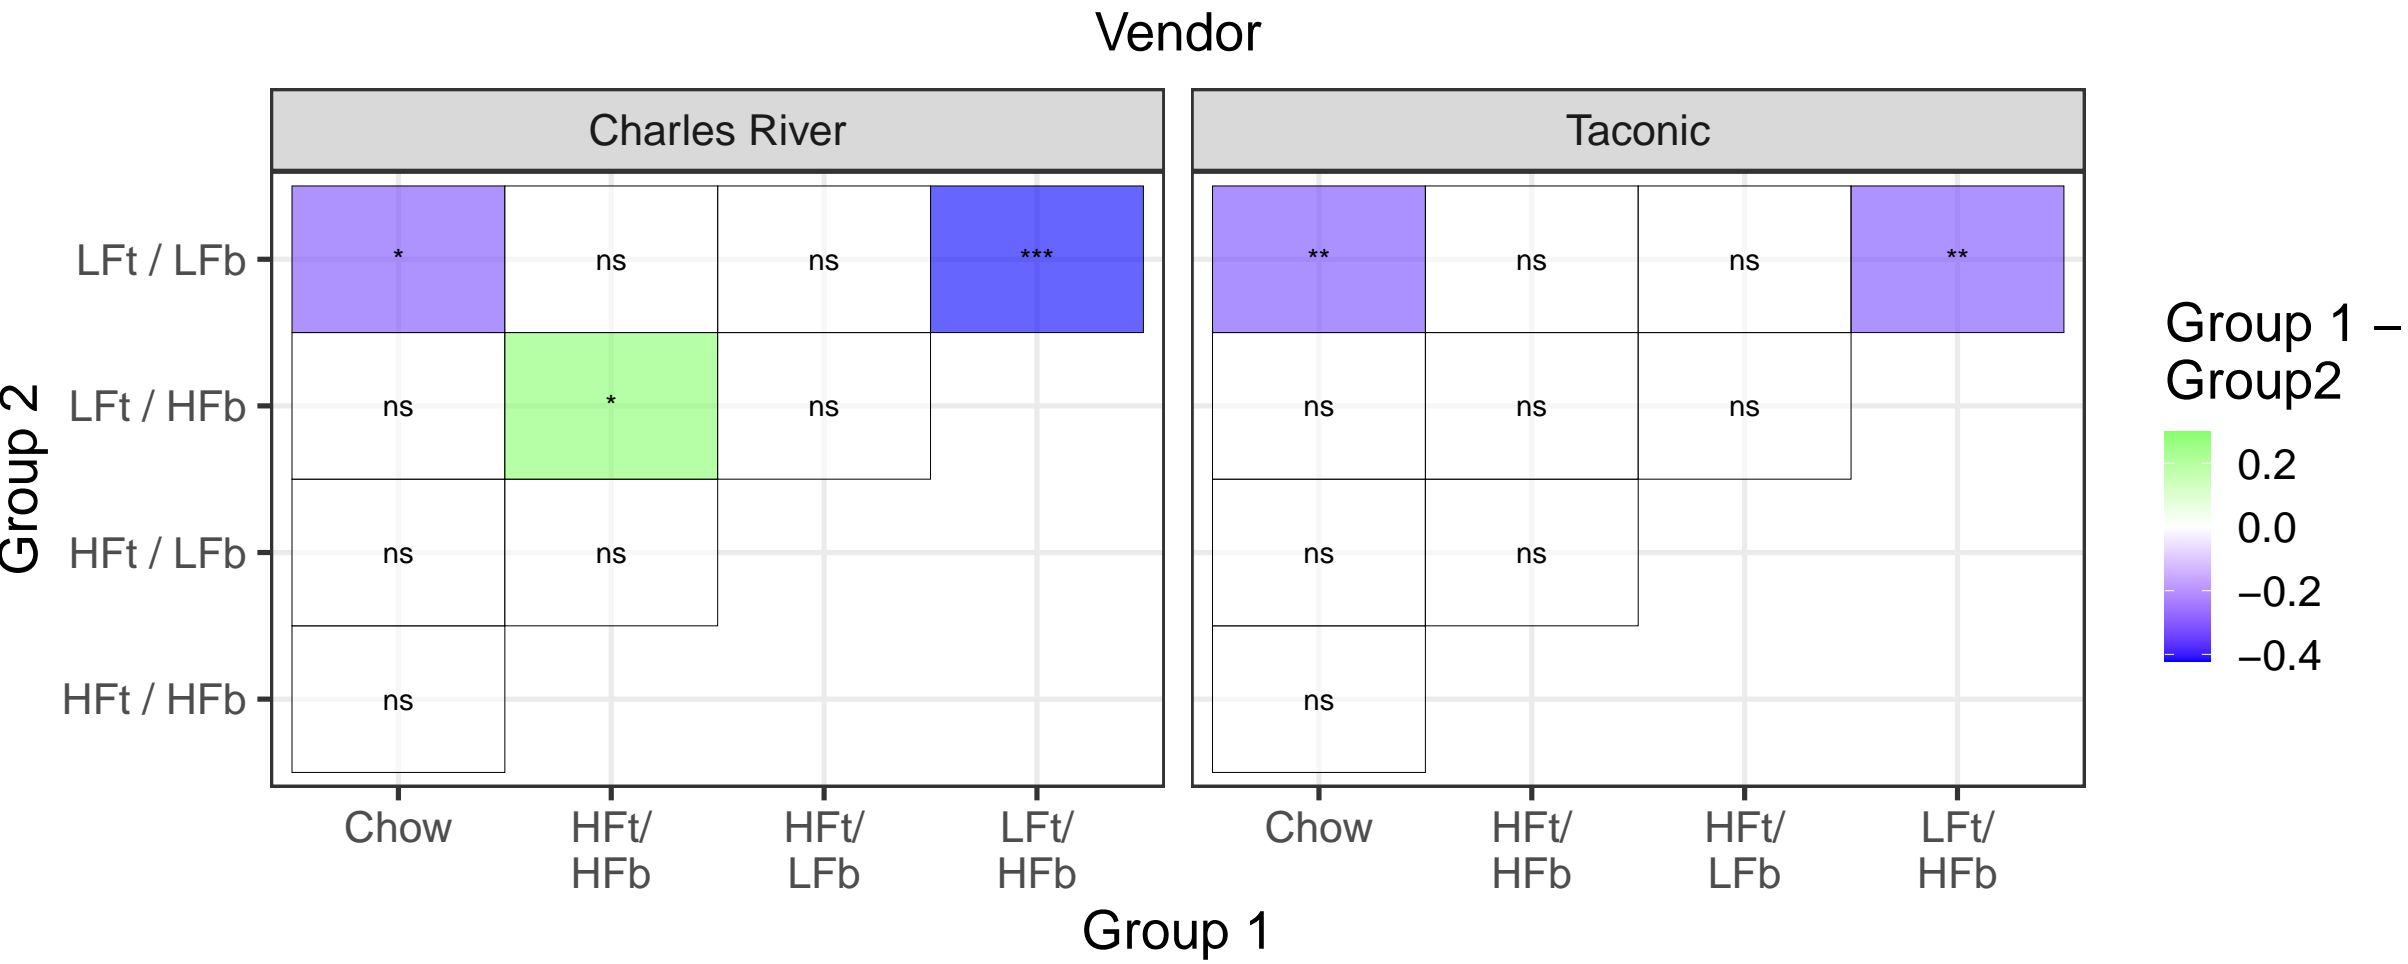 Vendor
Charles River
Taconic
Group 2
LFt / LFb
* ns ns ***
** ns ns **
LFt / HFb
ns * ns
ns ns ns
HFt / LFb
ns ns
ns ns
HFt / HFb
ns
ns
Chow
HFt/
HFb
HFt/
LFb
LFt/
HFb
Chow
HFt/
HFb
HFt/
LFb
LFt/
HFb
Group 1
Group 1 –
Group2
0.2
0.0
−0.2
−0.4